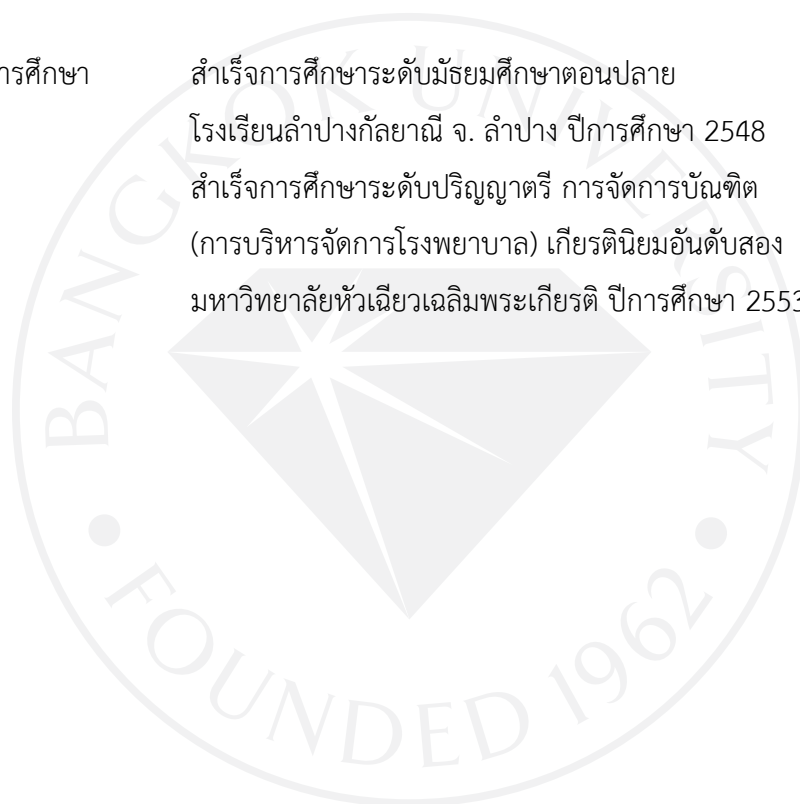 การศึกษา สำเร็จการศึกษาระดับมัธยมศึกษาตอนปลาย
โรงเรียนลำปางกัลยาณี จ. ลำปาง ปีการศึกษา 2548
สำเร็จการศึกษาระดับปริญญาตรี การจัดการบัณฑิต
(การบริหารจัดการโรงพยาบาล) เกียรตินิยมอันดับสอง
มหาวิทยาลัยหัวเฉียวเฉลิมพระเกียรติ ปีการศึกษา 2553
BANGKOK UNIVERSITY
FOUNDED 1962